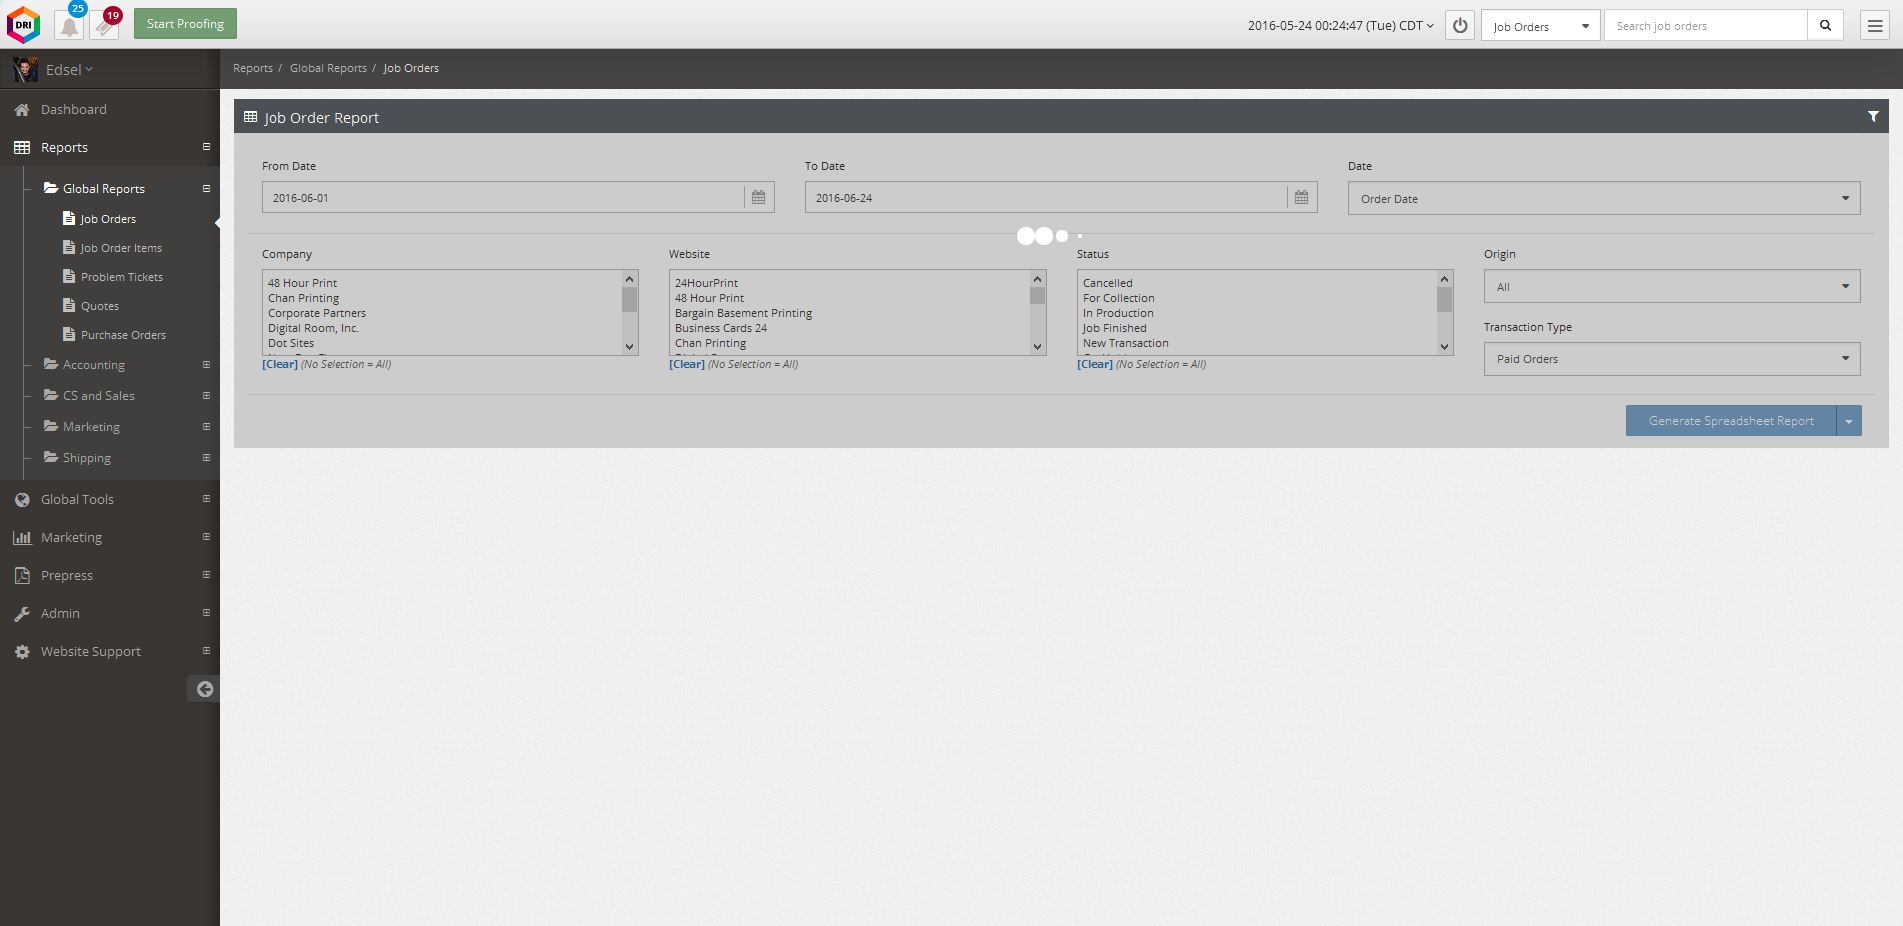 DRI
25
19
Start Proofing
2016-05-24 00:24:47 (Tue) CDT
Job Orders
Search job orders
Edsel
Reports / Global Reports / Job Orders
Dashboard
Reports
Global Reports
Job Orders
Job Order Items
Problem Tickets
Quotes
Purchase Orders
Accounting
CS and Sales
Marketing
Shipping
Global Tools
Marketing
Prepress
Admin
Website Support
Job Order Report
From Date
2016-06-01
To Date
2016-06-24
Date
Order Date
Company
48 Hour Print
Chan Printing
Corporate Partners
Digital Room, Inc.
Dot Sites
[Clear] (No Selection = All)
Website
24HourPrint
48 Hour Print
Bargain Basement Printing
Business Cards 24
Chan Printing
[Clear] (No Selection = All)
Status
Cancelled
For Collection
In Production
Job Finished
New Transaction
[Clear] (No Selection = All)
Origin
All
Transaction Type
Paid Orders
Generate Spreadsheet Report